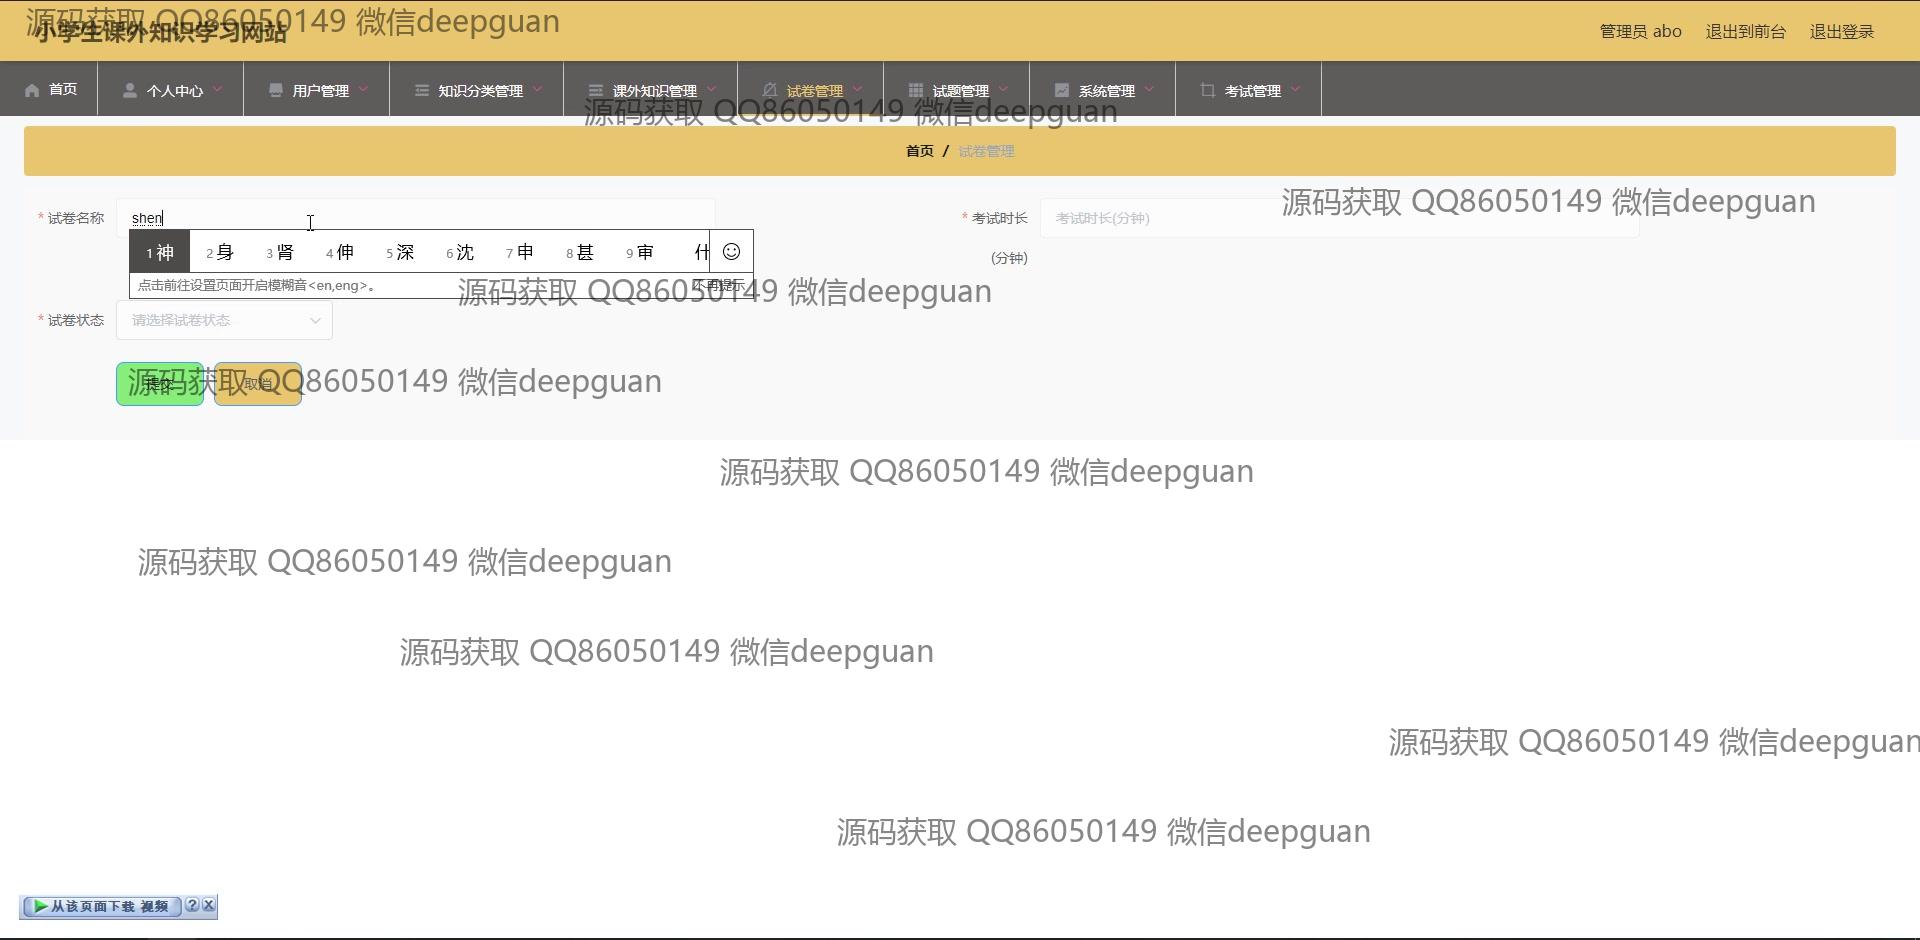 源码获取 QQ86050149 微信deepguan
小学生课外知识学习网站
管理员 abo 退出到前台 退出登录
首页 个人中心 用户管理 知识分类管理 课外知识管理 试卷管理 试题管理 系统管理 考试管理
源码获取 QQ86050149 微信deepguan
首页 / 试卷管理
源码获取 QQ86050149 微信deepguan
* 试卷名称 shen
* 考试时长 考试时长(分钟)
(分钟)
1 神 2 身 3 肾 4 伸 5 深 6 沈 7 申 8 甚 9 审 什
点击前往设置页面开启模糊音<en,eng>。 不再提示
源码获取 QQ86050149 微信deepguan
* 试卷状态 请选择试卷状态
提交 取消
源码获取 QQ86050149 微信deepguan
源码获取 QQ86050149 微信deepguan
源码获取 QQ86050149 微信deepguan
源码获取 QQ86050149 微信deepguan
源码获取 QQ86050149 微信deepguan
源码获取 QQ86050149 微信deepguan
从该页面下载 视频 ? X